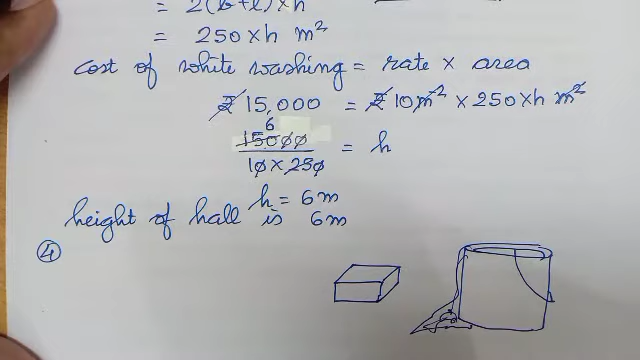 = 2(b+l)×h
= 250×h m²
cost of white washing = rate × area
₹ 15,000 = ₹ 10 m⁻² × 250×h m²
6
15000 / 10×250 = h
h = 6m
height of hall is 6m
④